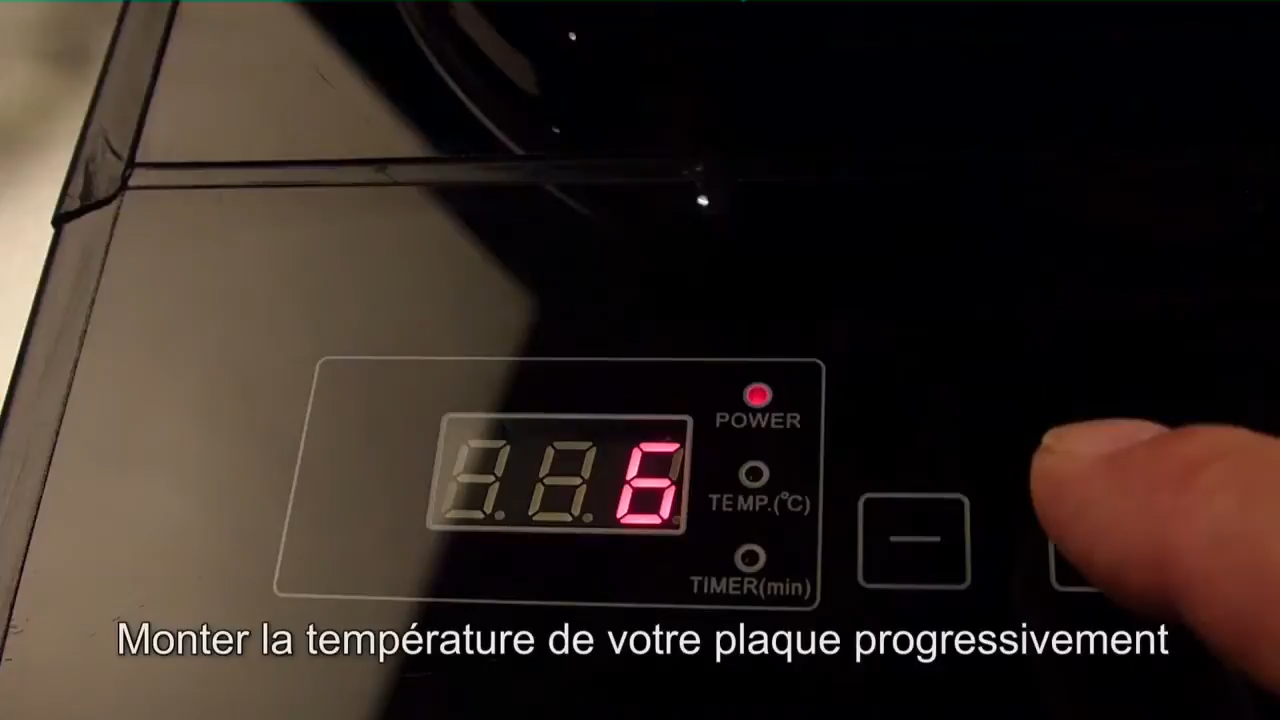 POWER
6
TEMP.(°C)
TIMER(min)
Monter la température de votre plaque progressivement